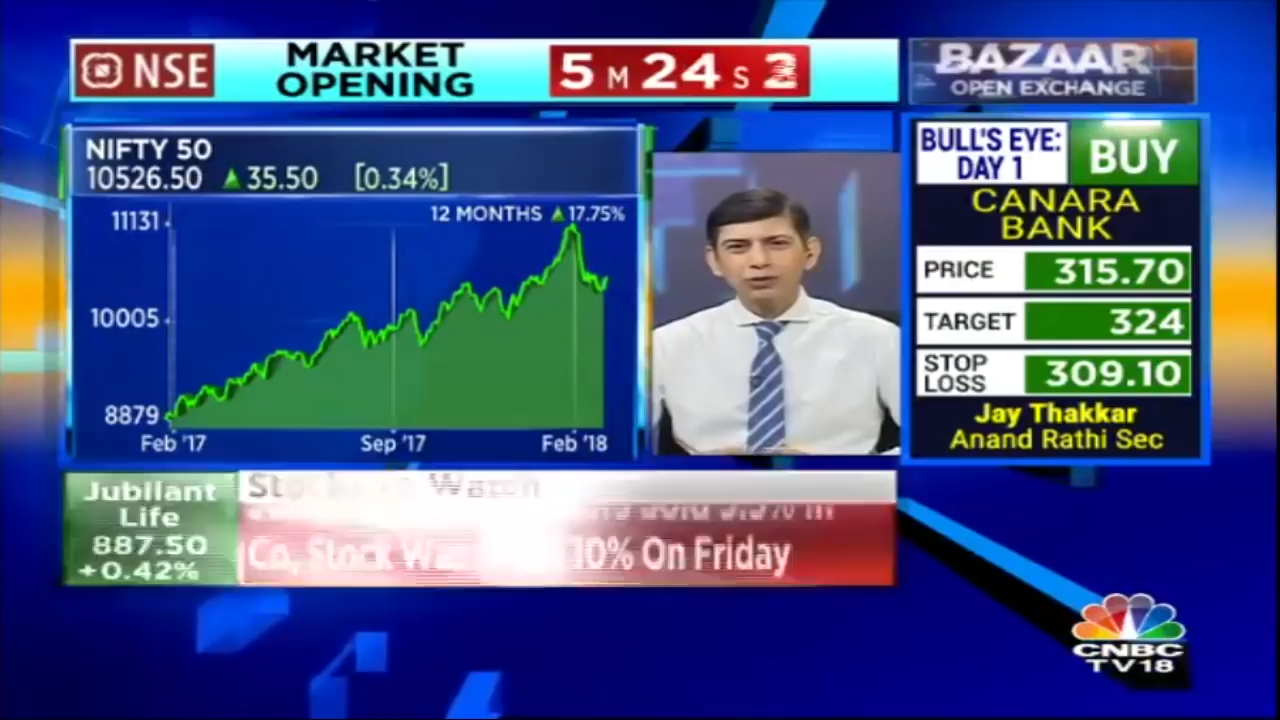 NSE
MARKET
OPENING
5 M 24 S
BAZAAR
OPEN EXCHANGE
NIFTY 50
10526.50 ▲ 35.50 [0.34%]
12 MONTHS ▲ 17.75%
11131
10005
8879
Feb '17 Sep '17 Feb '18
BULL'S EYE:
DAY 1
BUY
CANARA
BANK
PRICE 315.70
TARGET 324
STOP
LOSS
309.10
Jay Thakkar
Anand Rathi Sec
Jubilant
Life
887.50
+0.42%
Watch
Co, Stock 10% On Friday
CNBC
TV18